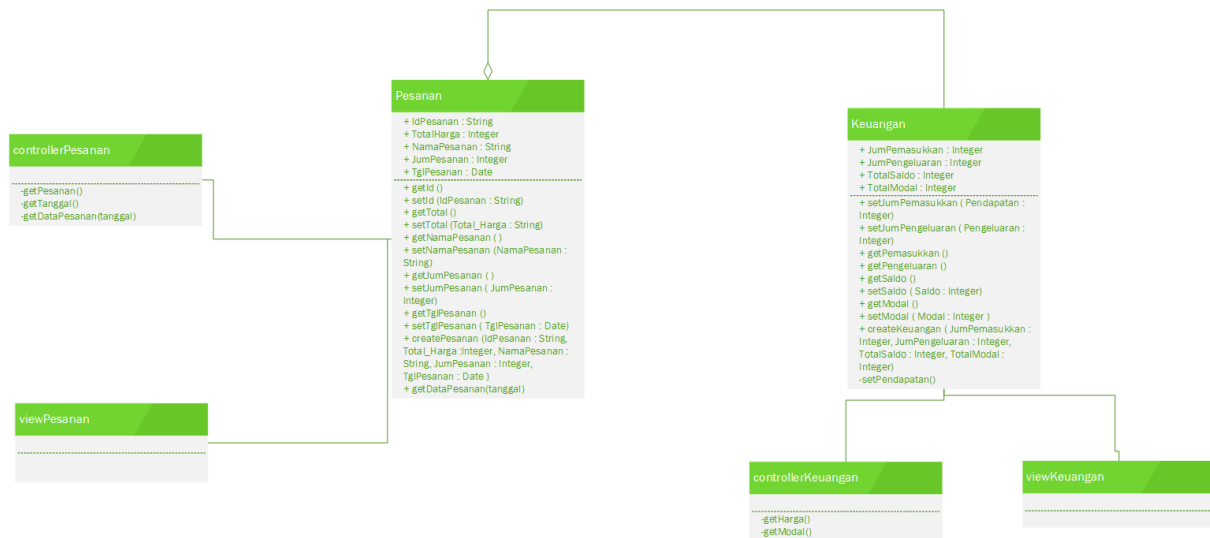 Pesanan
+ IdPesanan : String
+ TotalHarga : Integer
+ NamaPesanan : String
+ JumPesanan : Integer
+ TglPesanan : Date
+ getId ()
+ setId (IdPesanan : String)
+ getTotal ()
+ setTotal (Total_Harga : String)
+ getNamaPesanan ( )
+ setNamaPesanan (NamaPesanan :
String)
+ getJumPesanan ( )
+ setJumPesanan ( JumPesanan :
Integer)
+ getTglPesanan ()
+ setTglPesanan ( TglPesanan : Date)
+ createPesanan (IdPesanan : String,
Total_Harga :Integer, NamaPesanan :
String, JumPesanan : Integer,
TglPesanan : Date )
+ getDataPesanan(tanggal)
controllerPesanan
-getPesanan()
-getTanggal()
-getDataPesanan(tanggal)
viewPesanan
Keuangan
+ JumPemasukkan : Integer
+ JumPengeluaran : Integer
+ TotalSaldo : Integer
+ TotalModal : Integer
+ setJumPemasukkan ( Pendapatan :
Integer)
+ setJumPengeluaran ( Pengeluaran :
Integer)
+ getPemasukkan ()
+ getPengeluaran ()
+ getSaldo ()
+ setSaldo ( Saldo : Integer)
+ getModal ()
+ setModal ( Modal : Integer )
+ createKeuangan ( JumPemasukkan :
Integer, JumPengeluaran : Integer,
TotalSaldo : Integer, TotalModal :
Integer)
-setPendapatan()
controllerKeuangan
-getHarga()
-getModal()
viewKeuangan